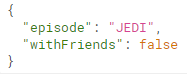 {
  "episode": "JEDI",
  "withFriends": false
}